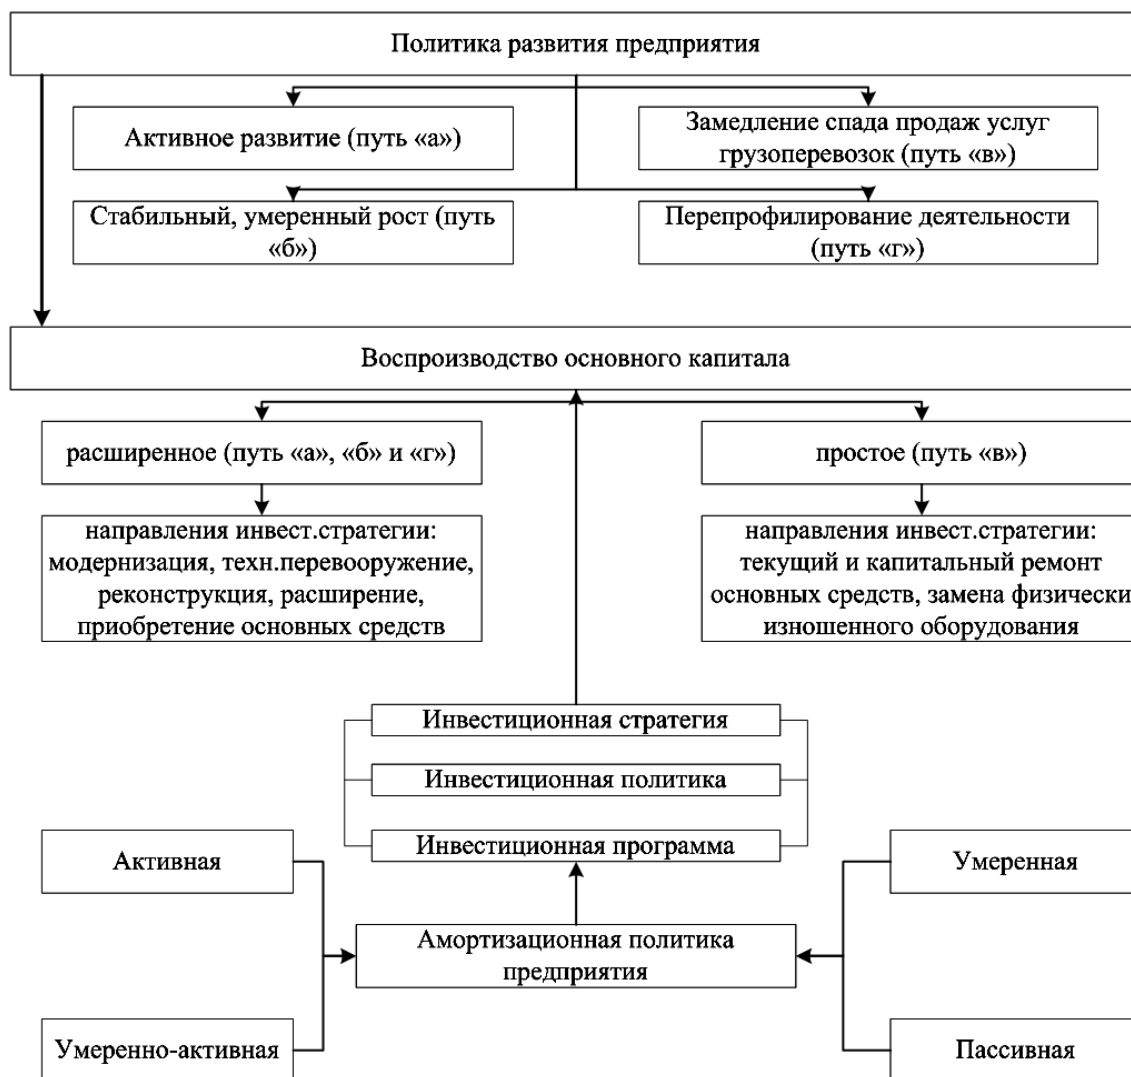 Политика развития предприятия
Активное развитие (путь «а»)
Замедление спада продаж услуг
грузоперевозок (путь «в»)
Стабильный, умеренный рост (путь
«б»)
Перепрофилирование деятельности
(путь «г»)
Воспроизводство основного капитала
расширенное (путь «а», «б» и «г»)
простое (путь «в»)
направления инвест.стратегии:
модернизация, техн.перевооружение,
реконструкция, расширение,
приобретение основных средств
направления инвест.стратегии:
текущий и капитальный ремонт
основных средств, замена физически
изношенного оборудования
Инвестиционная стратегия
Инвестиционная политика
Инвестиционная программа
Активная
Умеренная
Амортизационная политика
предприятия
Умеренно-активная
Пассивная